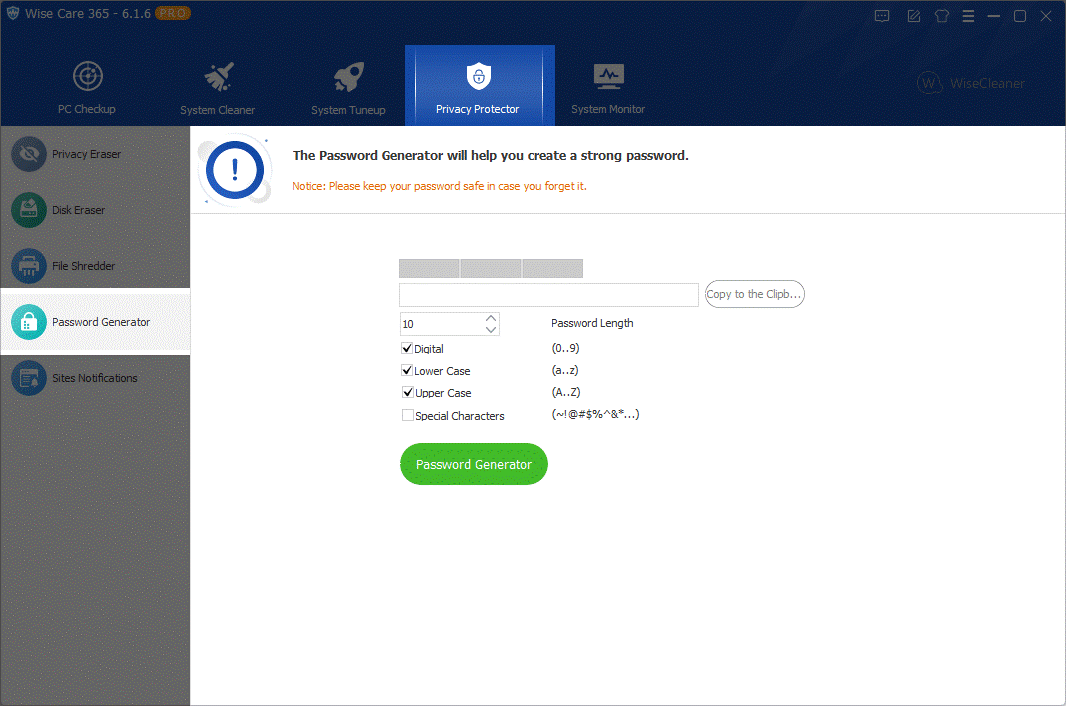 Wise Care 365 - 6.1.6 PRO
PC Checkup
System Cleaner
System Tuneup
Privacy Protector
System Monitor
W WiseCleaner
Privacy Eraser
Disk Eraser
File Shredder
Password Generator
Sites Notifications
The Password Generator will help you create a strong password.
Notice: Please keep your password safe in case you forget it.
Copy to the Clipb...
10 Password Length
Digital (0..9)
Lower Case (a..z)
Upper Case (A..Z)
Special Characters (~!@#$%^&*...)
Password Generator